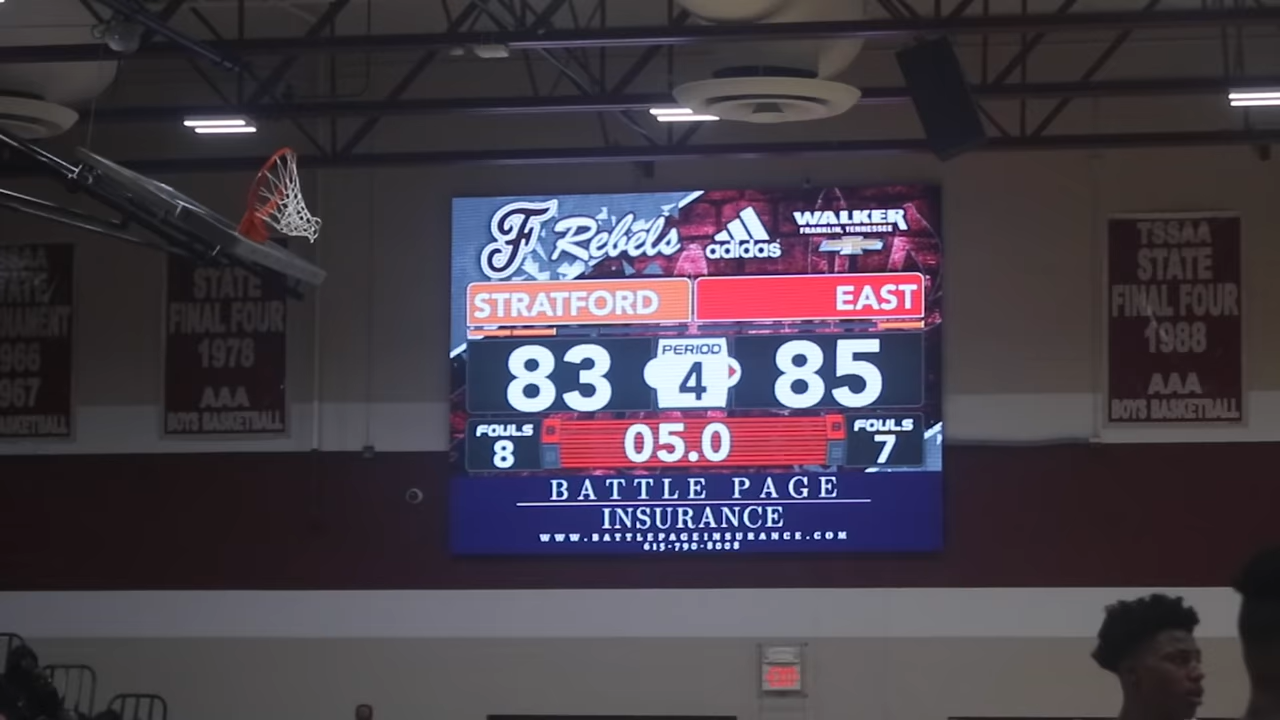 F Rebels
adidas
WALKER
FRANKLIN, TENNESSEE
STRATFORD
EAST
83
PERIOD
4
85
FOULS
8
05.0
FOULS
7
BATTLE PAGE
INSURANCE
WWW.BATTLEPAGEINSURANCE.COM
615-790-8008
STATE
FINAL FOUR
1978
AAA
BOYS BASKETBALL
TSSAA
STATE
FINAL FOUR
1988
AAA
BOYS BASKETBALL